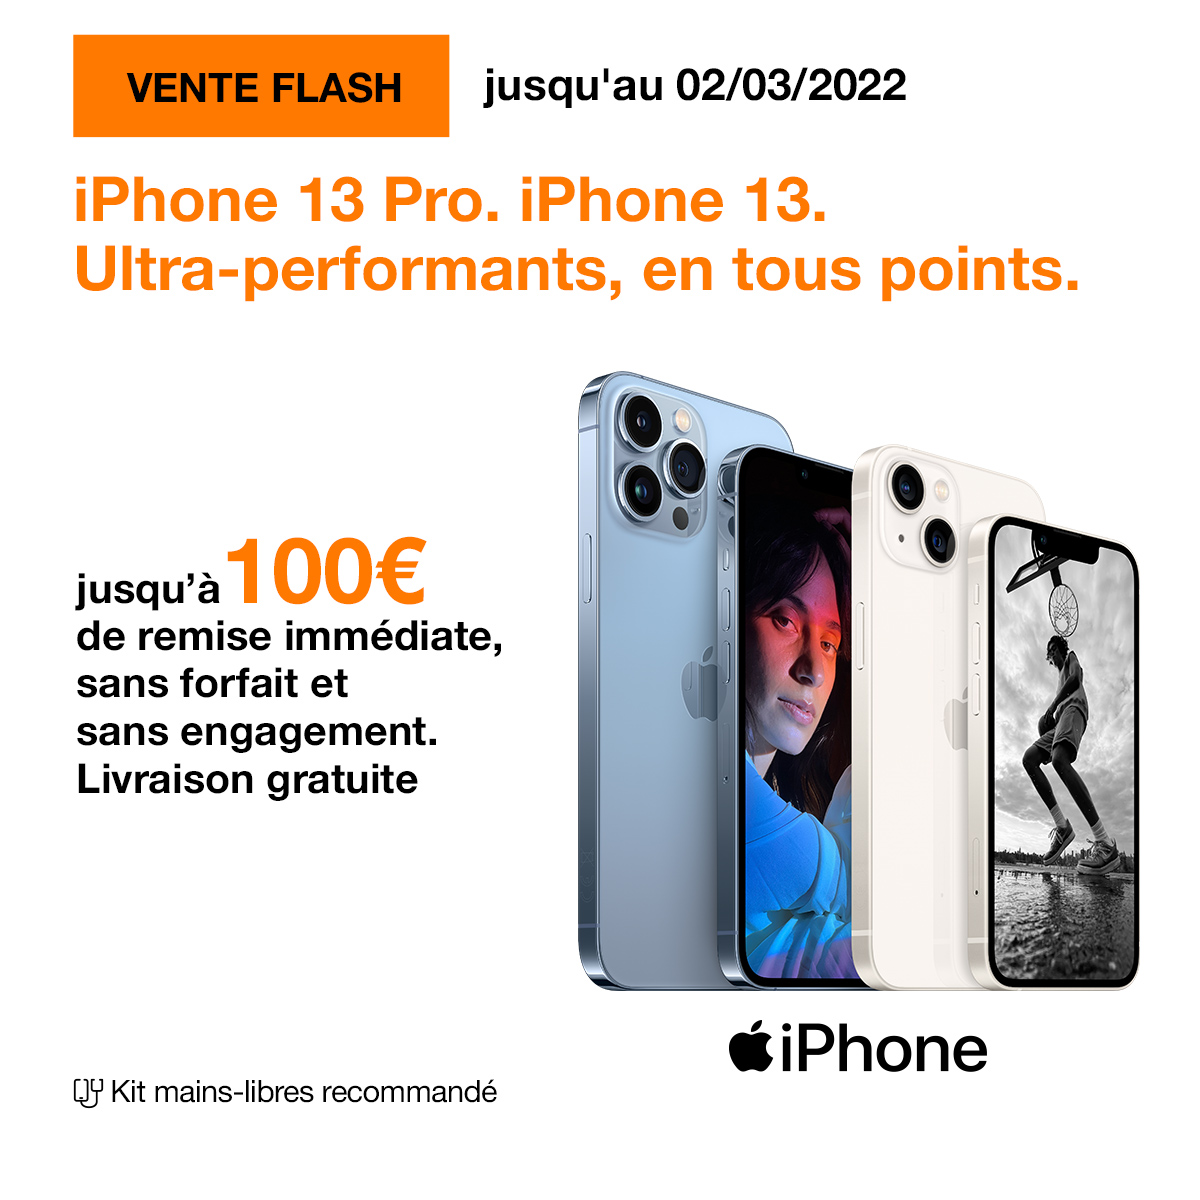 VENTE FLASH
jusqu'au 02/03/2022
iPhone 13 Pro. iPhone 13.
Ultra-performants, en tous points.
jusqu’à 100€
de remise immédiate,
sans forfait et
sans engagement.
Livraison gratuite
iPhone
Kit mains-libres recommandé